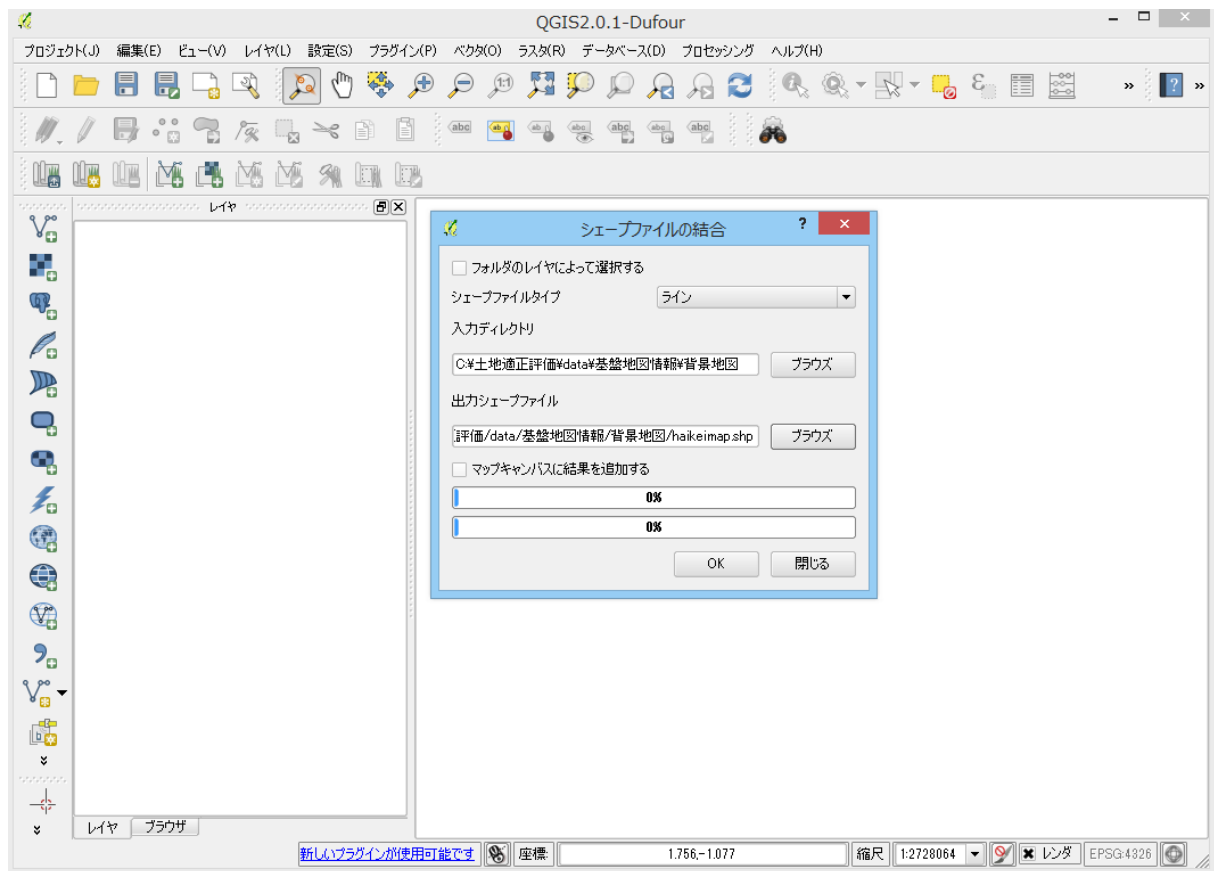 QGIS2.0.1-Dufour
プロジェクト(J) 編集(E) ビュー(V) レイヤ(L) 設定(S) プラグイン(P) ベクタ(O) ラスタ(R) データベース(D) プロセッシング ヘルプ(H)
レイヤ
シェープファイルの結合
フォルダのレイヤによって選択する
シェープファイルタイプ ライン
入力ディレクトリ
C:¥土地適正評価¥data¥基盤地図情報¥背景地図 ブラウズ
出力シェープファイル
評価/data/基盤地図情報/背景地図/haikeimap.shp ブラウズ
マップキャンバスに結果を追加する
0%
0%
OK 閉じる
レイヤ ブラウザ
新しいプラグインが使用可能です 座標: 1.756,-1.077 縮尺 1:2728064 レンダ EPSG:4326